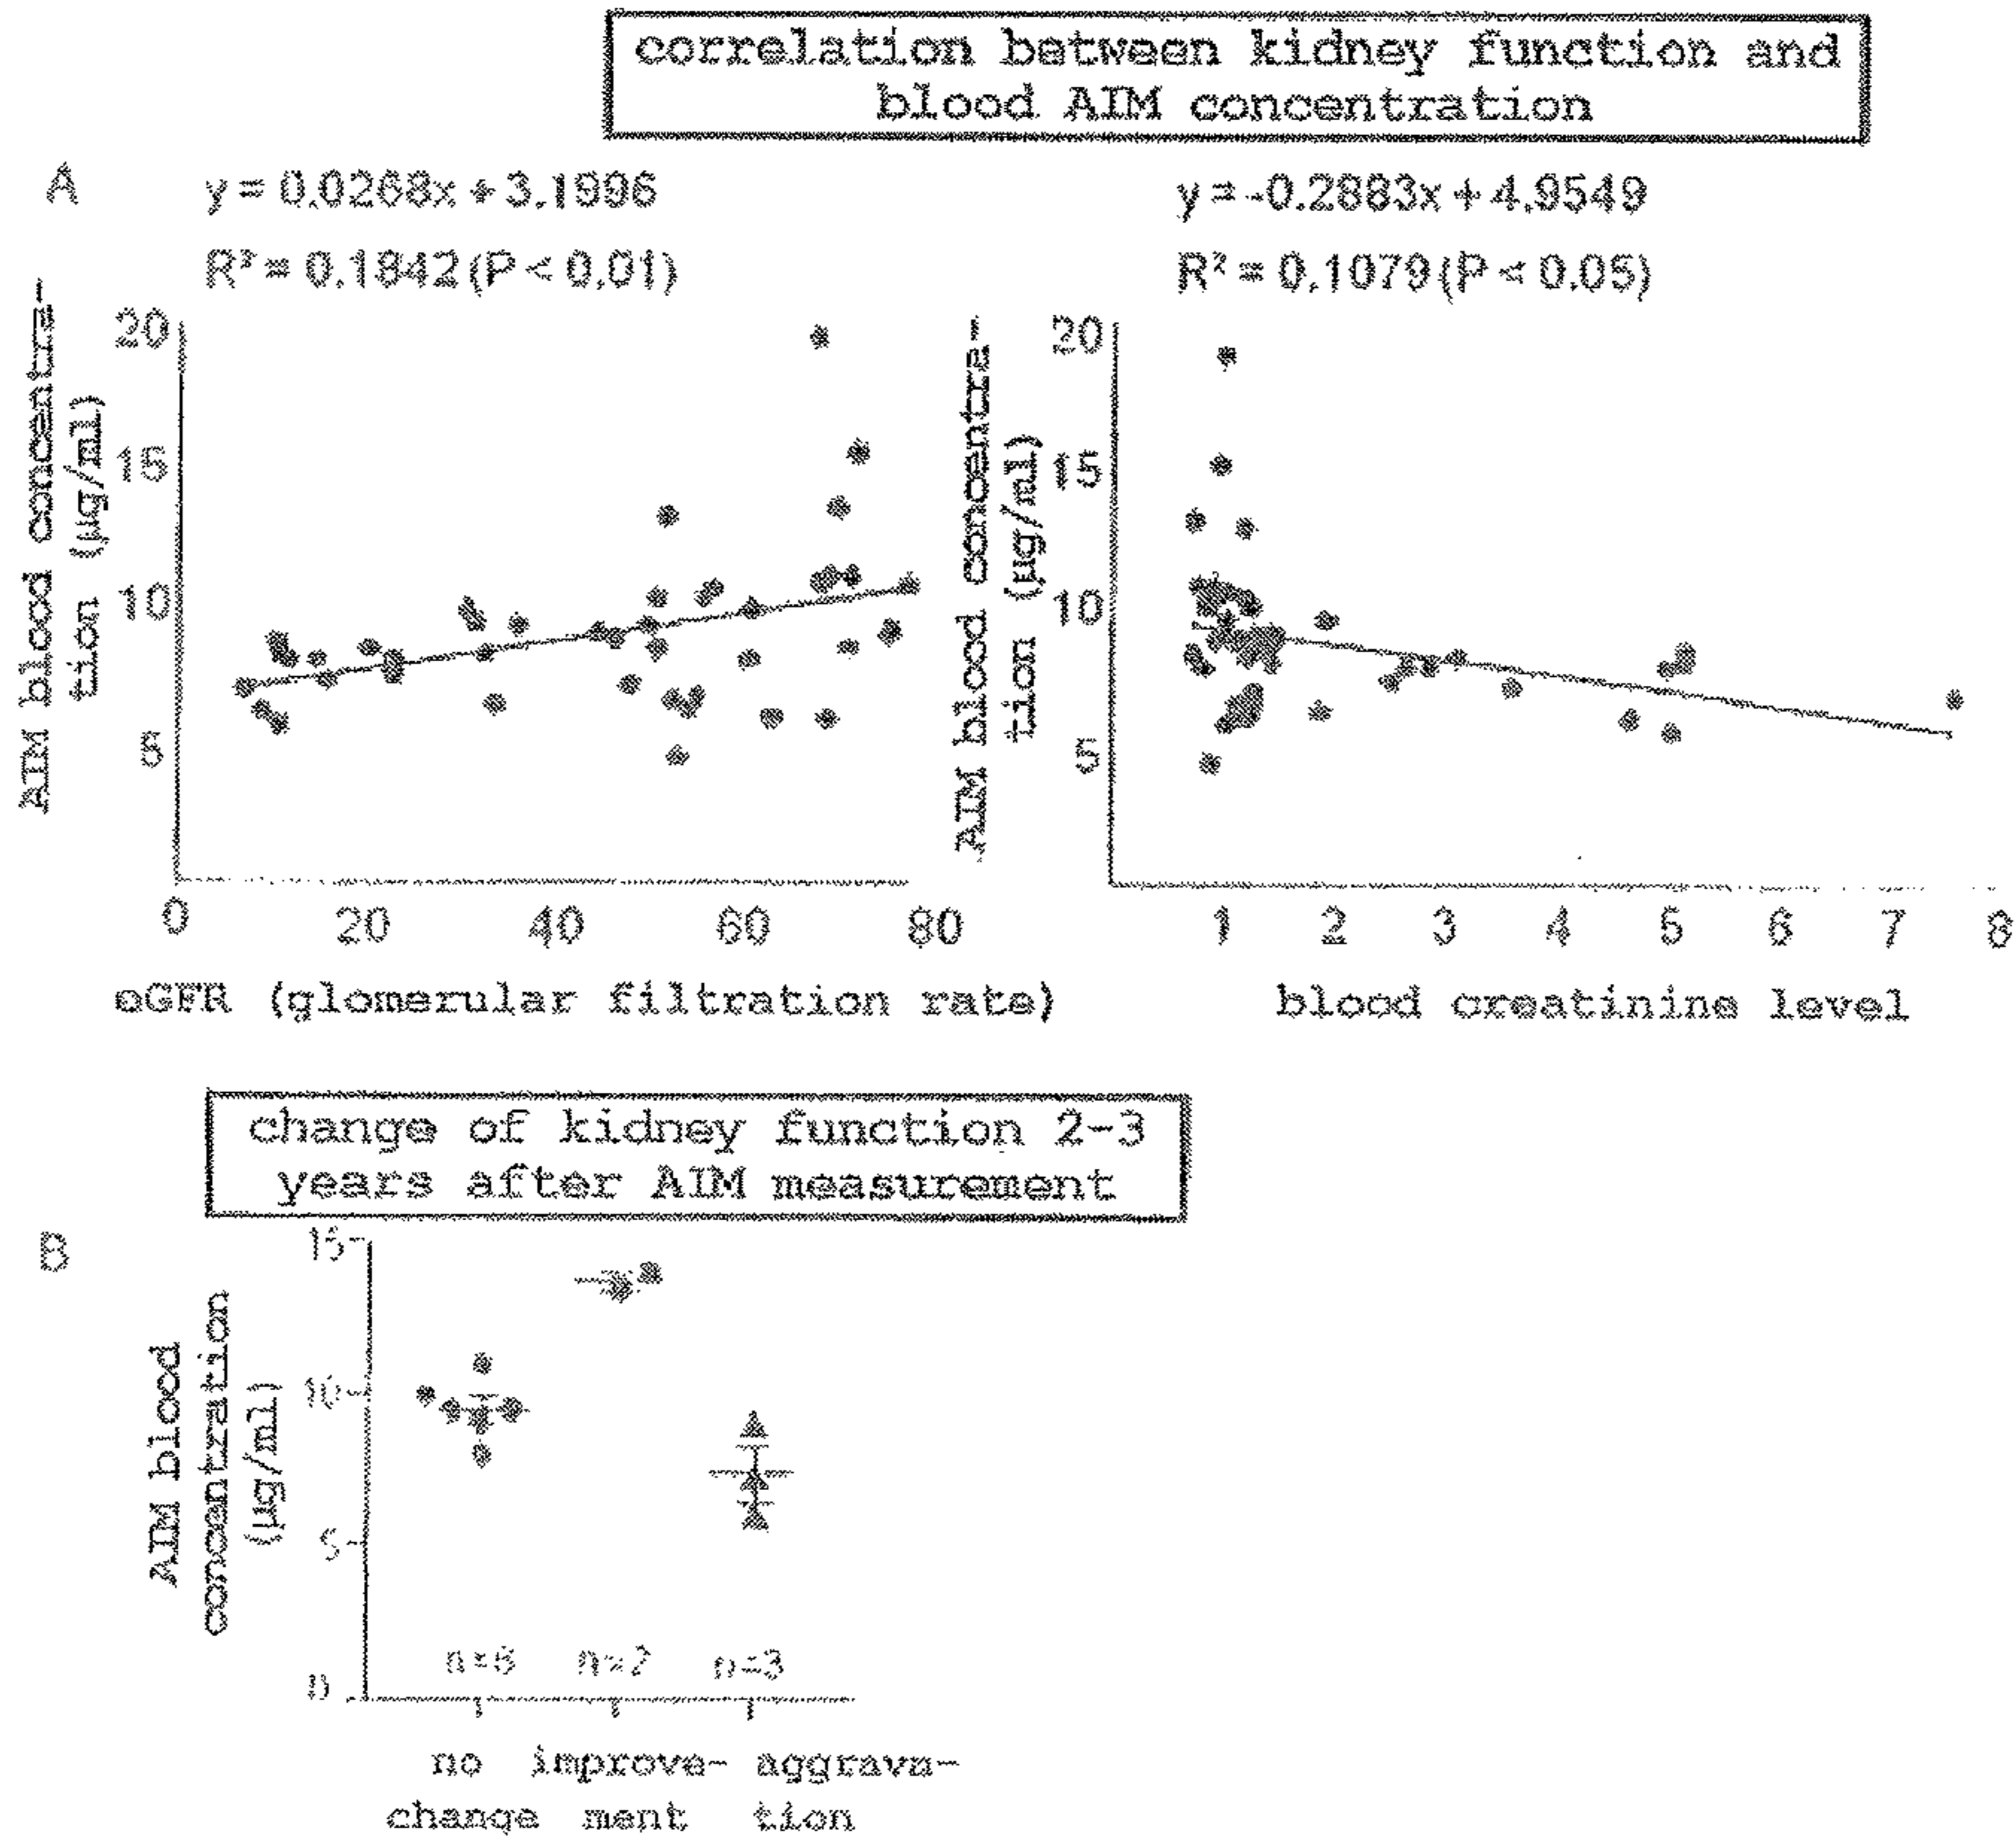 correlation between kidney function and
blood AIM concentration
A
y = 0.0268x + 3.1996
R² = 0.1842 (P < 0.01)
AIM blood concentra-
tion (µg/ml)
20
15
10
5
0
20
40
60
80
eGFR (glomerular filtration rate)
y = -0.2883x + 4.9549
R² = 0.1079 (P < 0.05)
AIM blood concentra-
tion (µg/ml)
20
15
10
5
1
2
3
4
5
6
7
8
blood creatinine level
change of kidney function 2-3
years after AIM measurement
B
AIM blood
concentration
(µg/ml)
15
10
5
0
n=6 n=2 n=3
no improve- aggrava-
change ment tion